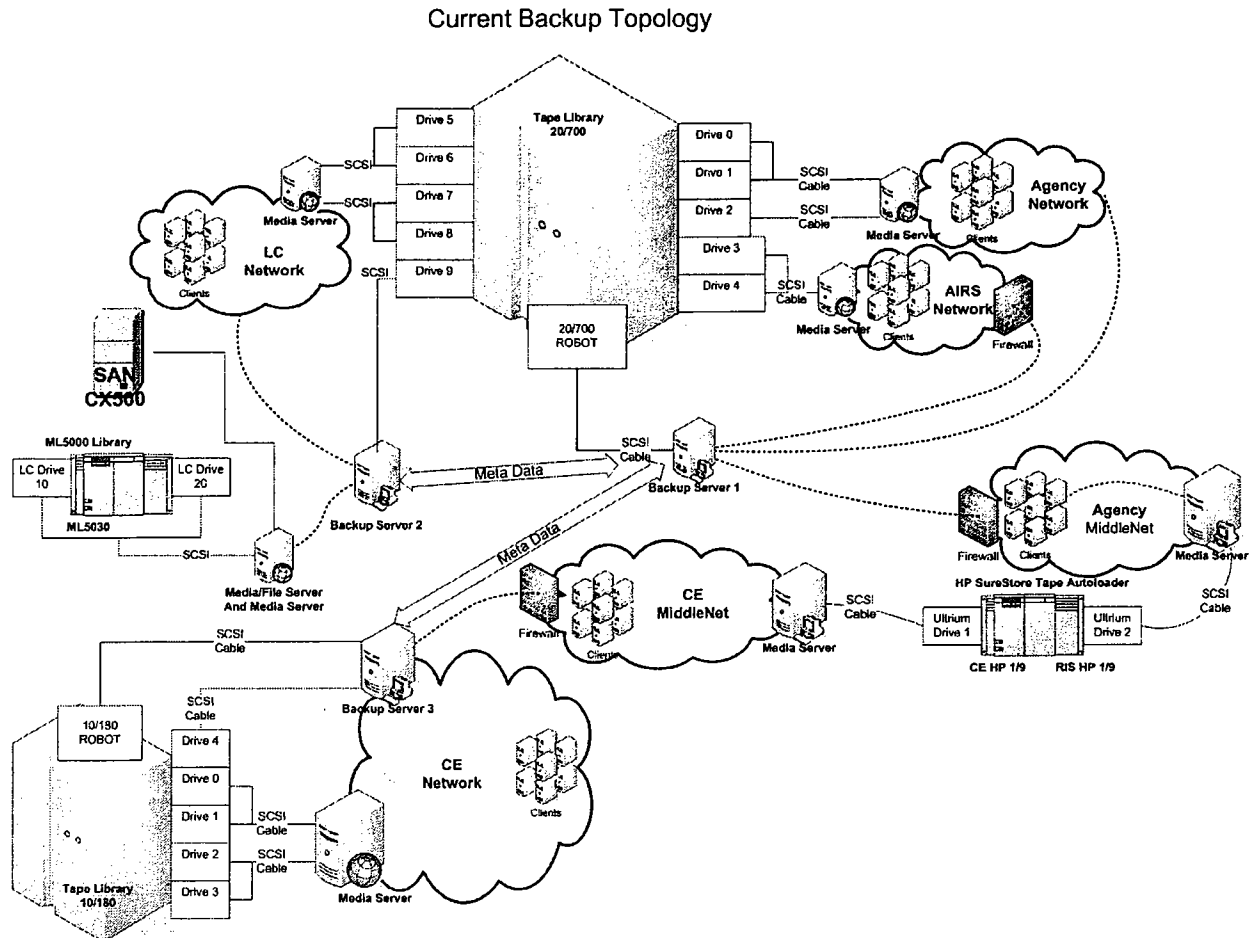 Current Backup Topology
Tape Library
20/700
Drive 5
Drive 6
Drive 7
Drive 8
Drive 9
Drive 0
Drive 1
Drive 2
Drive 3
Drive 4
20/700
ROBOT
SCSI
SCSI
SCSI
Media Server
LC
Network
Clients
SCSI
Cable
SCSI
Cable
Media Server
Agency
Network
Clients
SCSI
Cable
Media Server
AIRS
Network
Clients
Firewall
SAN
CX500
ML5000 Library
LC Drive
10
LC Drive
20
ML5030
SCSI
Media/File Server
And Media Server
Backup Server 2
Meta Data
SCSI
Cable
Backup Server 1
Meta Data
Firewall
Clients
Agency
MiddleNet
Media Server
HP SureStore Tape Autoloader
SCSI
Cable
Ultrium
Drive 1
Ultrium
Drive 2
SCSI
Cable
CE HP 1/9
RIS HP 1/9
Firewall
Clients
CE
MiddleNet
Media Server
SCSI
Cable
SCSI
Cable
Backup Server 3
10/180
ROBOT
Drive 4
Drive 0
Drive 1
Drive 2
Drive 3
Tape Library
10/180
SCSI
Cable
SCSI
Cable
Media Server
CE
Network
Clients